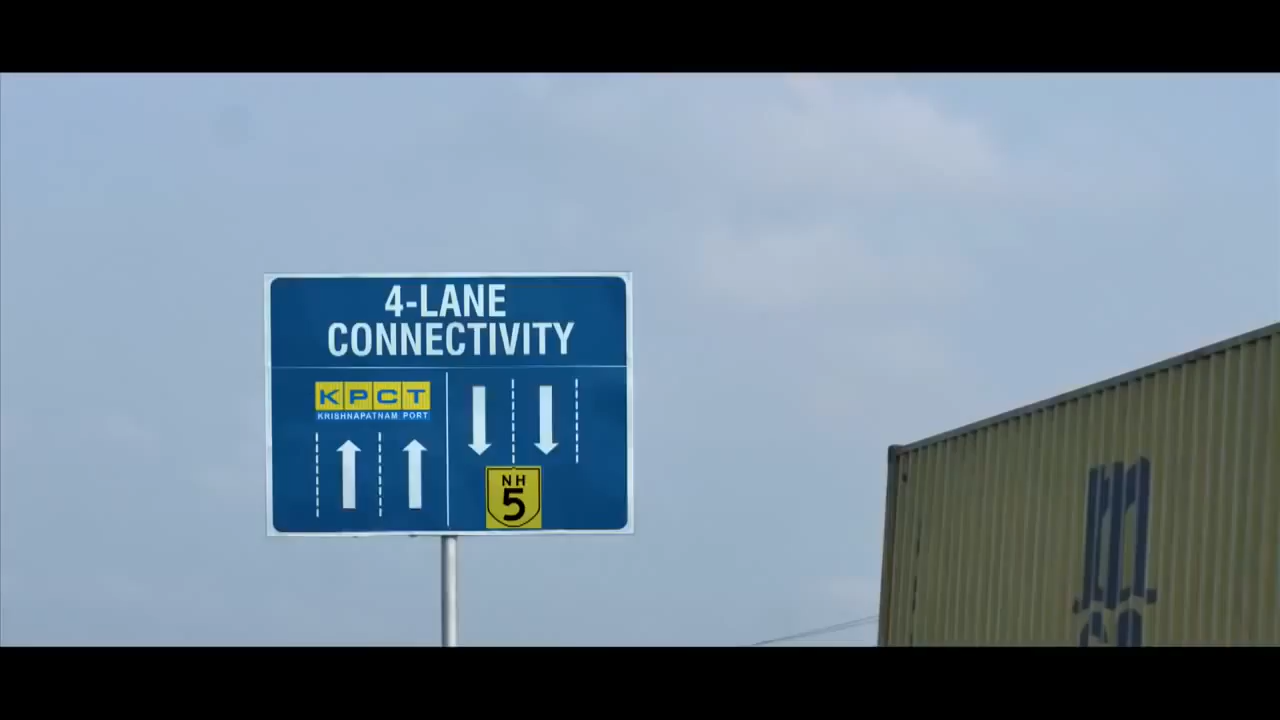 4-LANE
CONNECTIVITY
KPCT
KRISHNAPATNAM PORT
NH
5